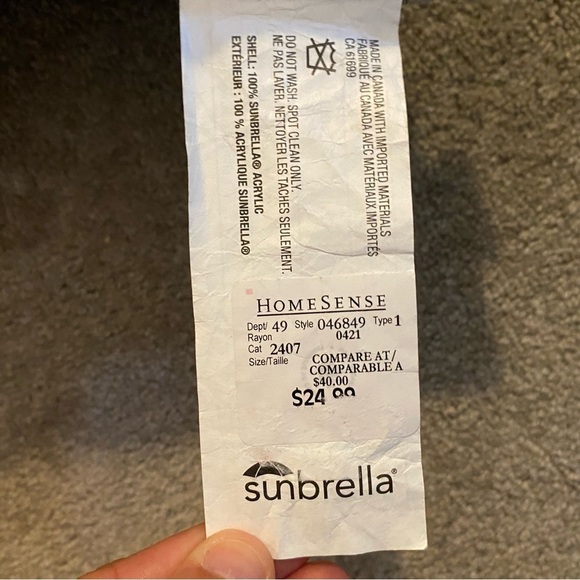 MADE IN CANADA WITH IMPORTED MATERIALS
FABRIQUÉ AU CANADA AVEC MATÉRIAUX IMPORTÉS
CA 61699
DO NOT WASH. SPOT CLEAN ONLY.
NE PAS LAVER. NETTOYER LES TACHES SEULEMENT.
SHELL: 100% SUNBRELLA® ACRYLIC
EXTÉRIEUR : 100 % ACRYLIQUE SUNBRELLA®
HOMESENSE
Dept/ 49 Style 046849 Type 1
Rayon 0421
Cat 2407
Size/Taille
COMPARE AT/
COMPARABLE A
$40.00
$24.99
sunbrella®